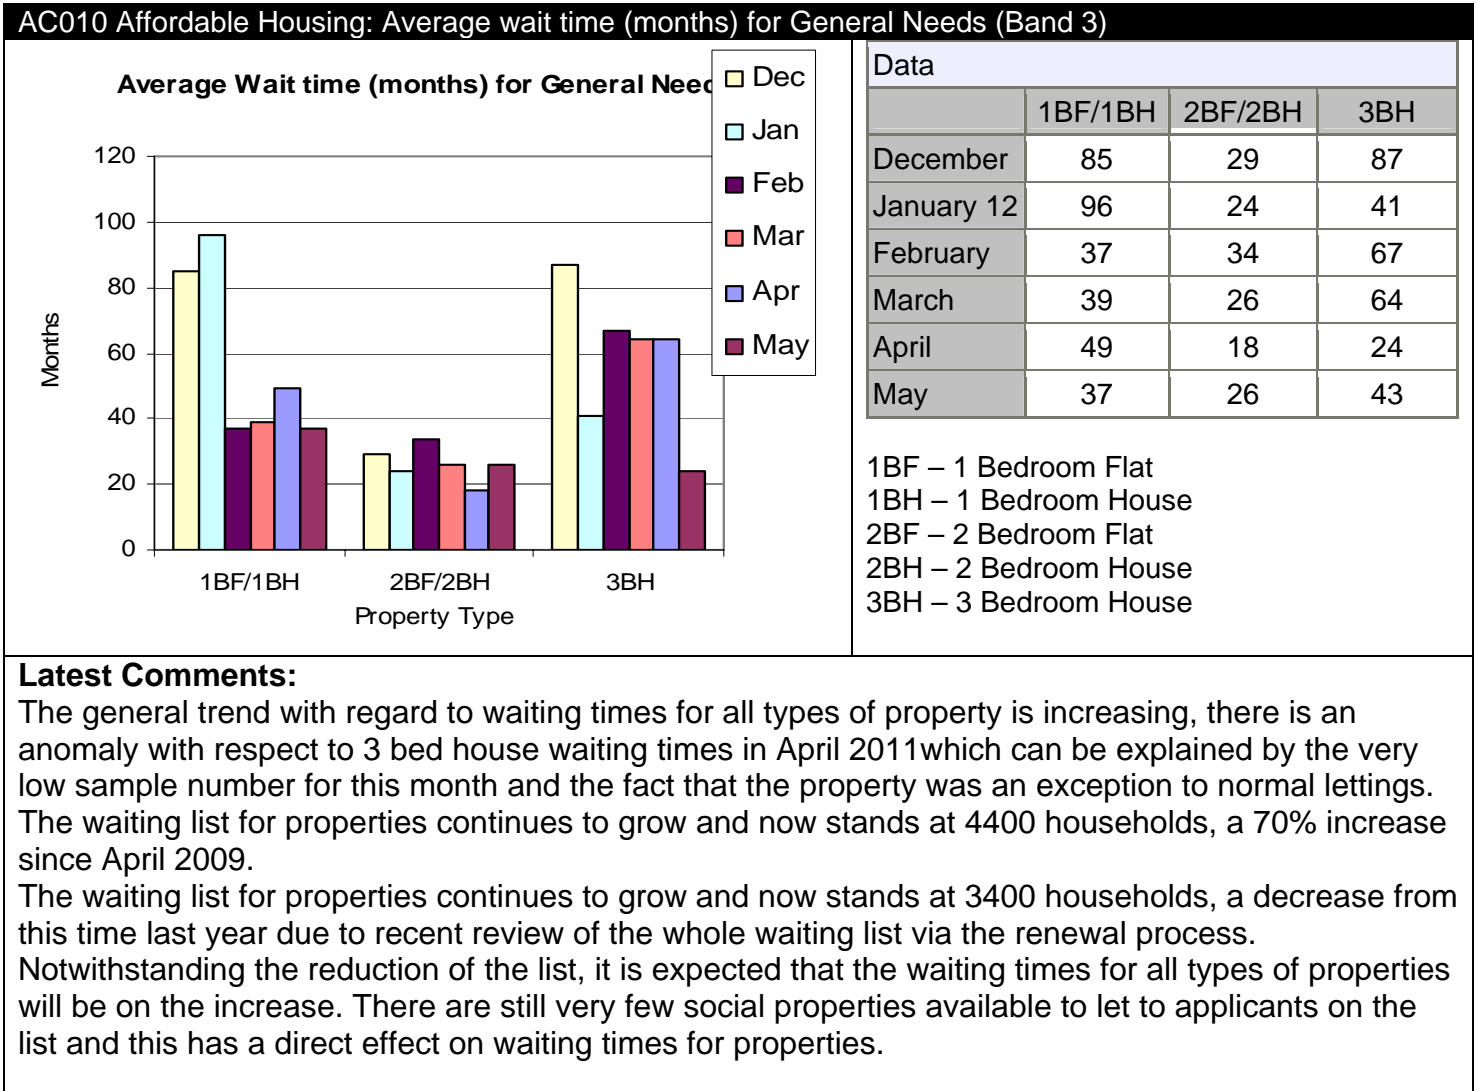 AC010 Affordable Housing: Average wait time (months) for General Needs (Band 3)
Average Wait time (months) for General Need
Dec
Jan
Feb
Mar
Apr
May
120
100
80
60
40
20
0
Months
1BF/1BH 2BF/2BH 3BH
Property Type
Data
1BF/1BH 2BF/2BH 3BH
December 85 29 87
January 12 96 24 41
February 37 34 67
March 39 26 64
April 49 18 24
May 37 26 43
1BF – 1 Bedroom Flat
1BH – 1 Bedroom House
2BF – 2 Bedroom Flat
2BH – 2 Bedroom House
3BH – 3 Bedroom House
Latest Comments:
The general trend with regard to waiting times for all types of property is increasing, there is an
anomaly with respect to 3 bed house waiting times in April 2011which can be explained by the very
low sample number for this month and the fact that the property was an exception to normal lettings.
The waiting list for properties continues to grow and now stands at 4400 households, a 70% increase
since April 2009.
The waiting list for properties continues to grow and now stands at 3400 households, a decrease from
this time last year due to recent review of the whole waiting list via the renewal process.
Notwithstanding the reduction of the list, it is expected that the waiting times for all types of properties
will be on the increase. There are still very few social properties available to let to applicants on the
list and this has a direct effect on waiting times for properties.